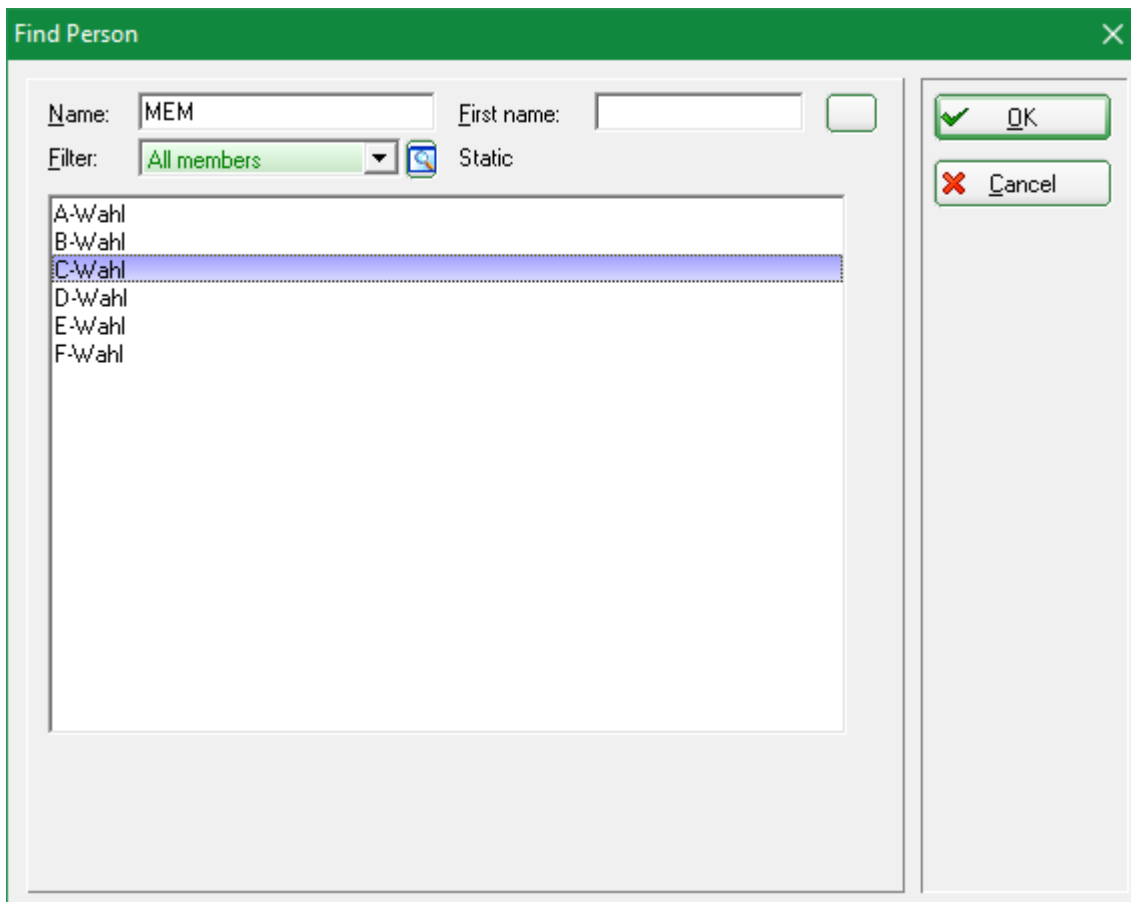 Find Person
Name: MEM First name:
OK
Filter: All members Static
Cancel
A-Wahl
B-Wahl
C-Wahl
D-Wahl
E-Wahl
F-Wahl